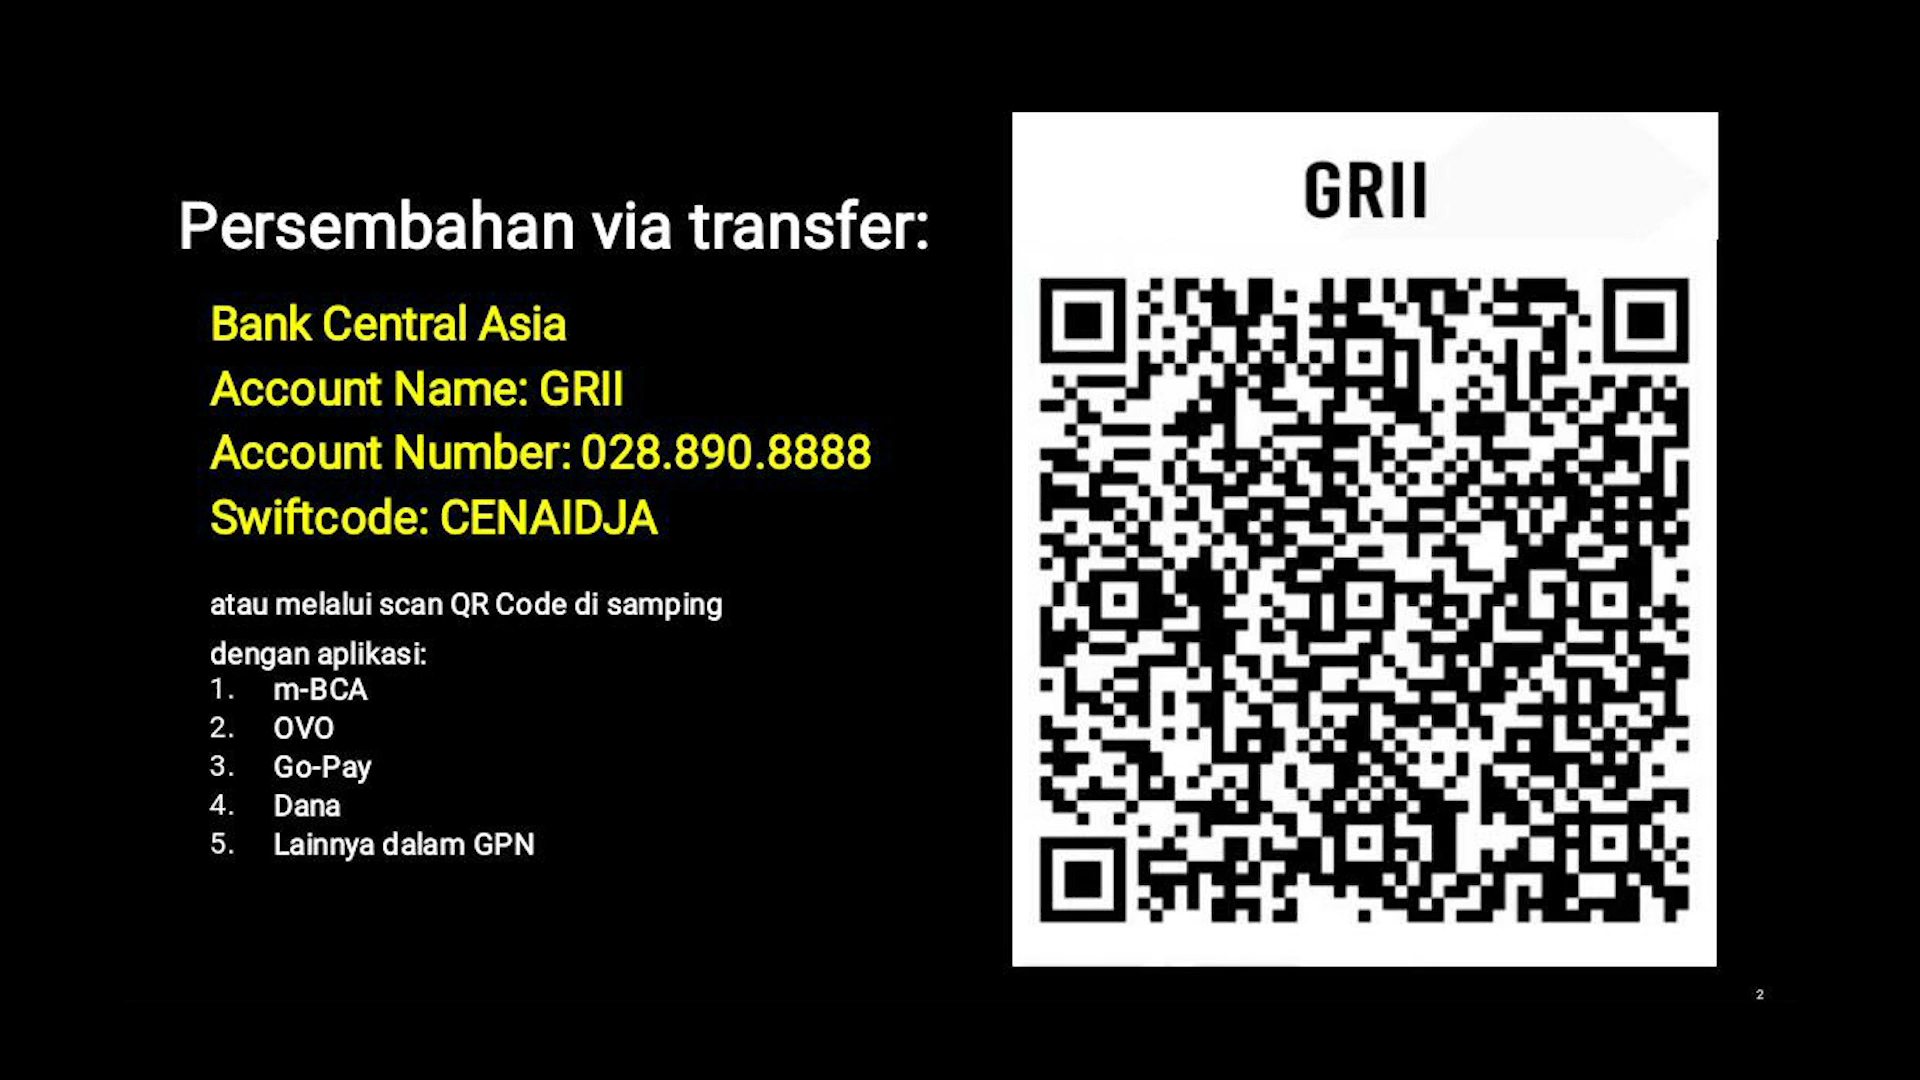 Persembahan via transfer:
Bank Central Asia
Account Name: GRII
Account Number: 028.890.8888
Swiftcode: CENAIDJA
atau melalui scan QR Code di samping
dengan aplikasi:
1. m-BCA
2. OVO
3. Go-Pay
4. Dana
5. Lainnya dalam GPN
GRII
2